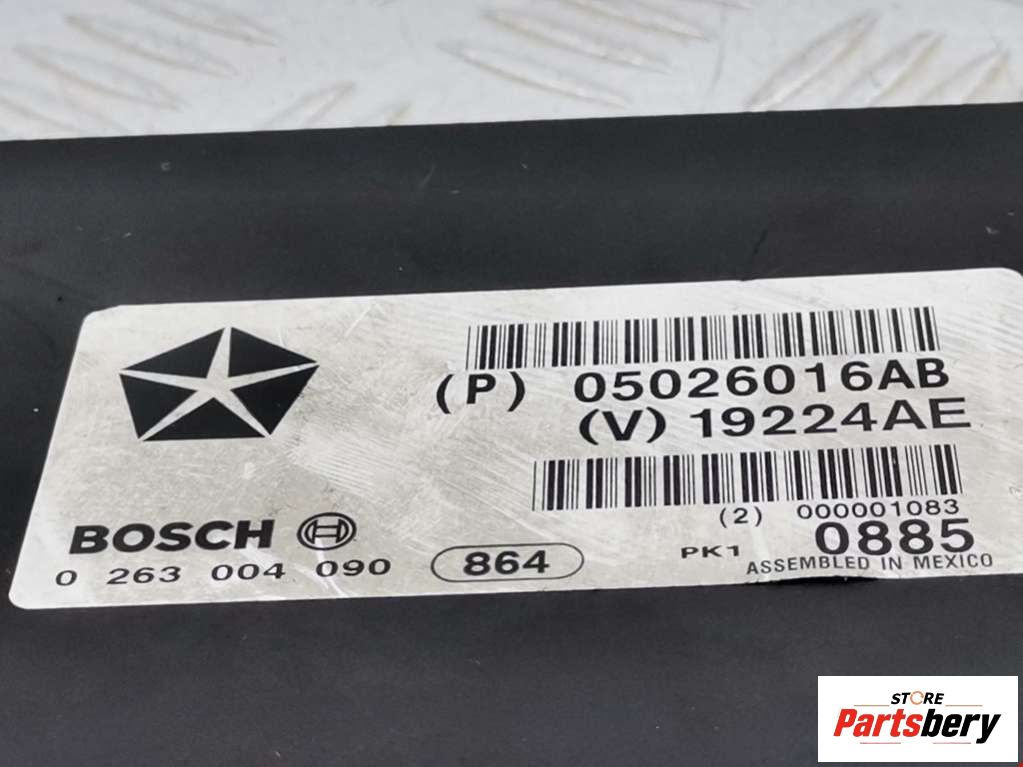 (P) 05026016AB
(V) 19224AE
(2) 000001083
BOSCH
0 263 004 090
864
PK1 0885
ASSEMBLED IN MEXICO
STORE
Partsbery